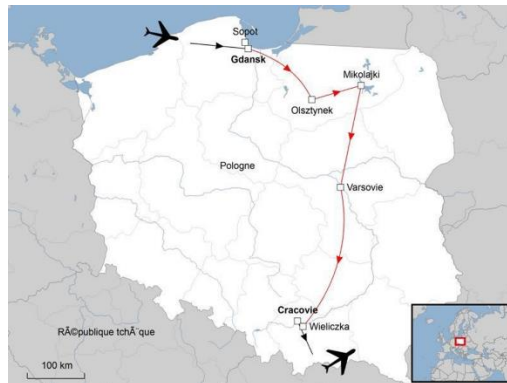 Sopot
Gdansk
Mikolajki
Olsztynek
Pologne
Varsovie
Cracovie
Wieliczka
RÃ©publique tchÃ¨que
100 km